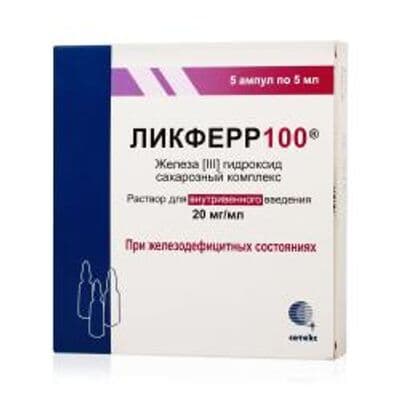 5 ампул по 5 мл
ЛИКФЕРР100®
Железа [III] гидроксид
сахарозный комплекс
Раствор для внутривенного введения
20 мг/мл
При железодефицитных состояниях
сотекс